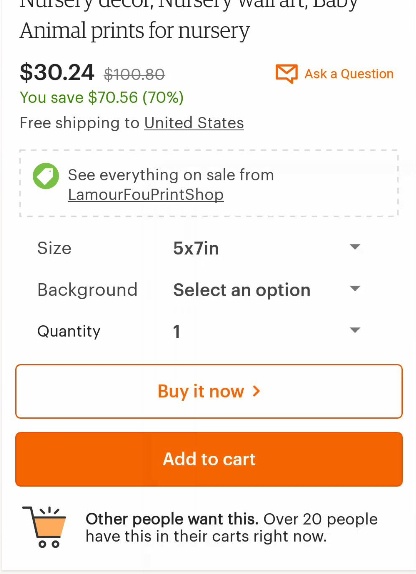 Nursery decor, Nursery wall art, Baby
Animal prints for nursery
$30.24 $100.80
Ask a Question
You save $70.56 (70%)
Free shipping to United States
See everything on sale from
LamourFouPrintShop
Size 5x7in
Background Select an option
Quantity 1
Buy it now >
Add to cart
Other people want this. Over 20 people
have this in their carts right now.